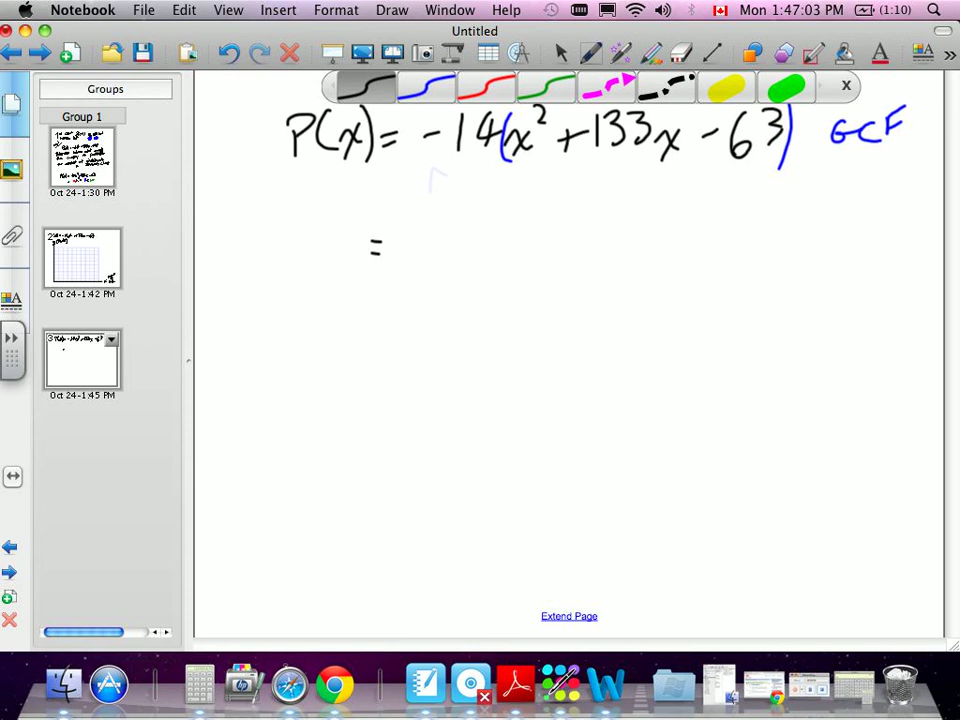 Notebook File Edit View Insert Format Draw Window Help Mon 1:47:03 PM (1:10)
Untitled
Groups
Group 1
Oct 24-1:30 PM
Oct 24-1:42 PM
Oct 24-1:45 PM
x
P(x) = -14(x² + 133x - 63) GCF
=
Extend Page